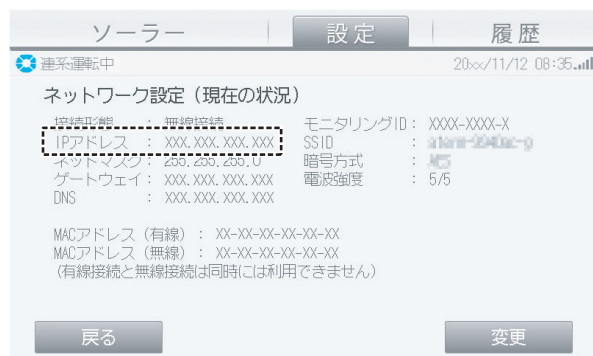 ソーラー 設定 履歴
連系運転中 20xx/11/12 08:35
ネットワーク設定（現在の状況）
接続形態 : 無線接続 モニタリングID : XXXX-XXXX-X
IPアドレス : XXX.XXX.XXX.XXX SSID :
ネットマスク : 255.255.255.0 暗号方式 :
ゲートウェイ : XXX.XXX.XXX.XXX 電波強度 : 5/5
DNS : XXX.XXX.XXX.XXX
MACアドレス（有線） : XX-XX-XX-XX-XX-XX
MACアドレス（無線） : XX-XX-XX-XX-XX-XX
（有線接続と無線接続は同時には利用できません）
戻る 変更